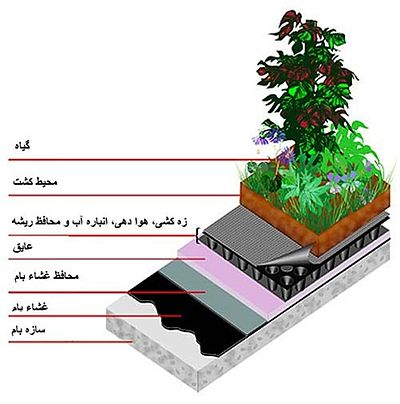 گیاه
محیط کشت
زه کشی، هوا دهی، انباره آب و محافظ ریشه
عایق
محافظ غشاء بام
غشاء بام
سازه بام